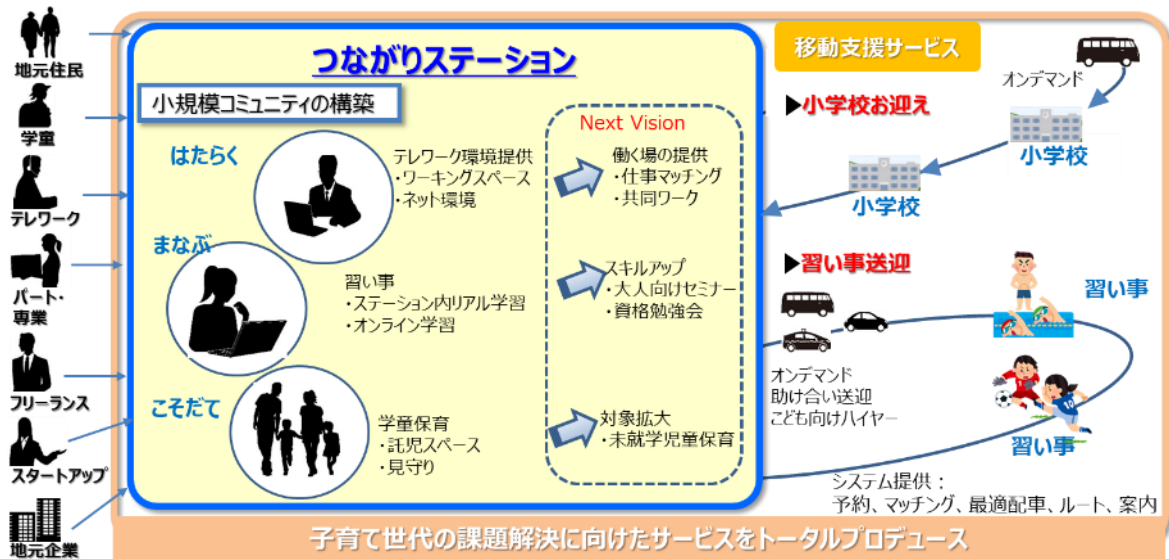 地元住民
学童
テレワーク
パート・
専業
フリーランス
スタートアップ
地元企業
つながりステーション
小規模コミュニティの構築
はたらく
テレワーク環境提供
・ワーキングスペース
・ネット環境
まなぶ
習い事
・ステーション内リアル学習
・オンライン学習
こそだて
学童保育
・託児スペース
・見守り
Next Vision
働く場の提供
・仕事マッチング
・共同ワーク
スキルアップ
・大人向けセミナー
・資格勉強会
対象拡大
・未就学児童保育
移動支援サービス
オンデマンド
▶小学校お迎え
小学校
小学校
▶習い事送迎
習い事
オンデマンド
助け合い送迎
こども向けハイヤー
習い事
システム提供：
予約、マッチング、最適配車、ルート、案内
子育て世代の課題解決に向けたサービスをトータルプロデュース